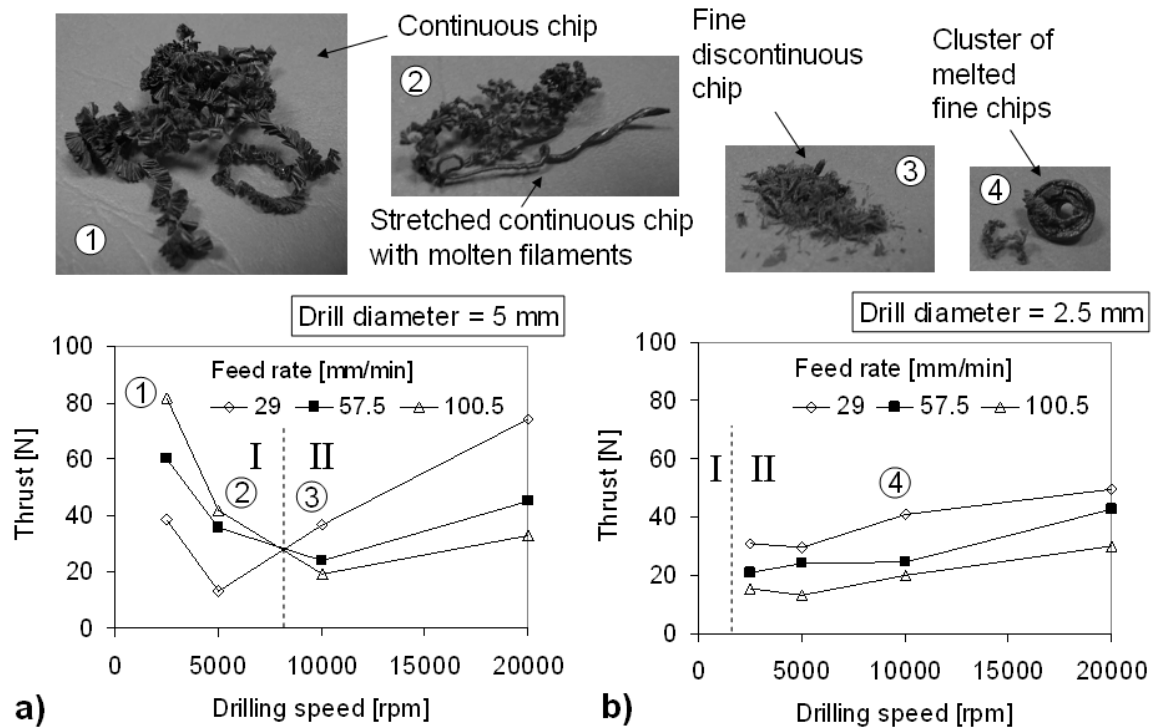 Continuous chip
1
2
Stretched continuous chip
with molten filaments
Fine
discontinuous
chip
3
Cluster of
melted
fine chips
4
Drill diameter = 5 mm
Feed rate [mm/min]
29 57.5 100.5
1
2
3
I II
Thrust [N]
100
80
60
40
20
0
0 5000 10000 15000 20000
Drilling speed [rpm]
a)
Drill diameter = 2.5 mm
Feed rate [mm/min]
29 57.5 100.5
I II
4
Thrust [N]
100
80
60
40
20
0
0 5000 10000 15000 20000
Drilling speed [rpm]
b)